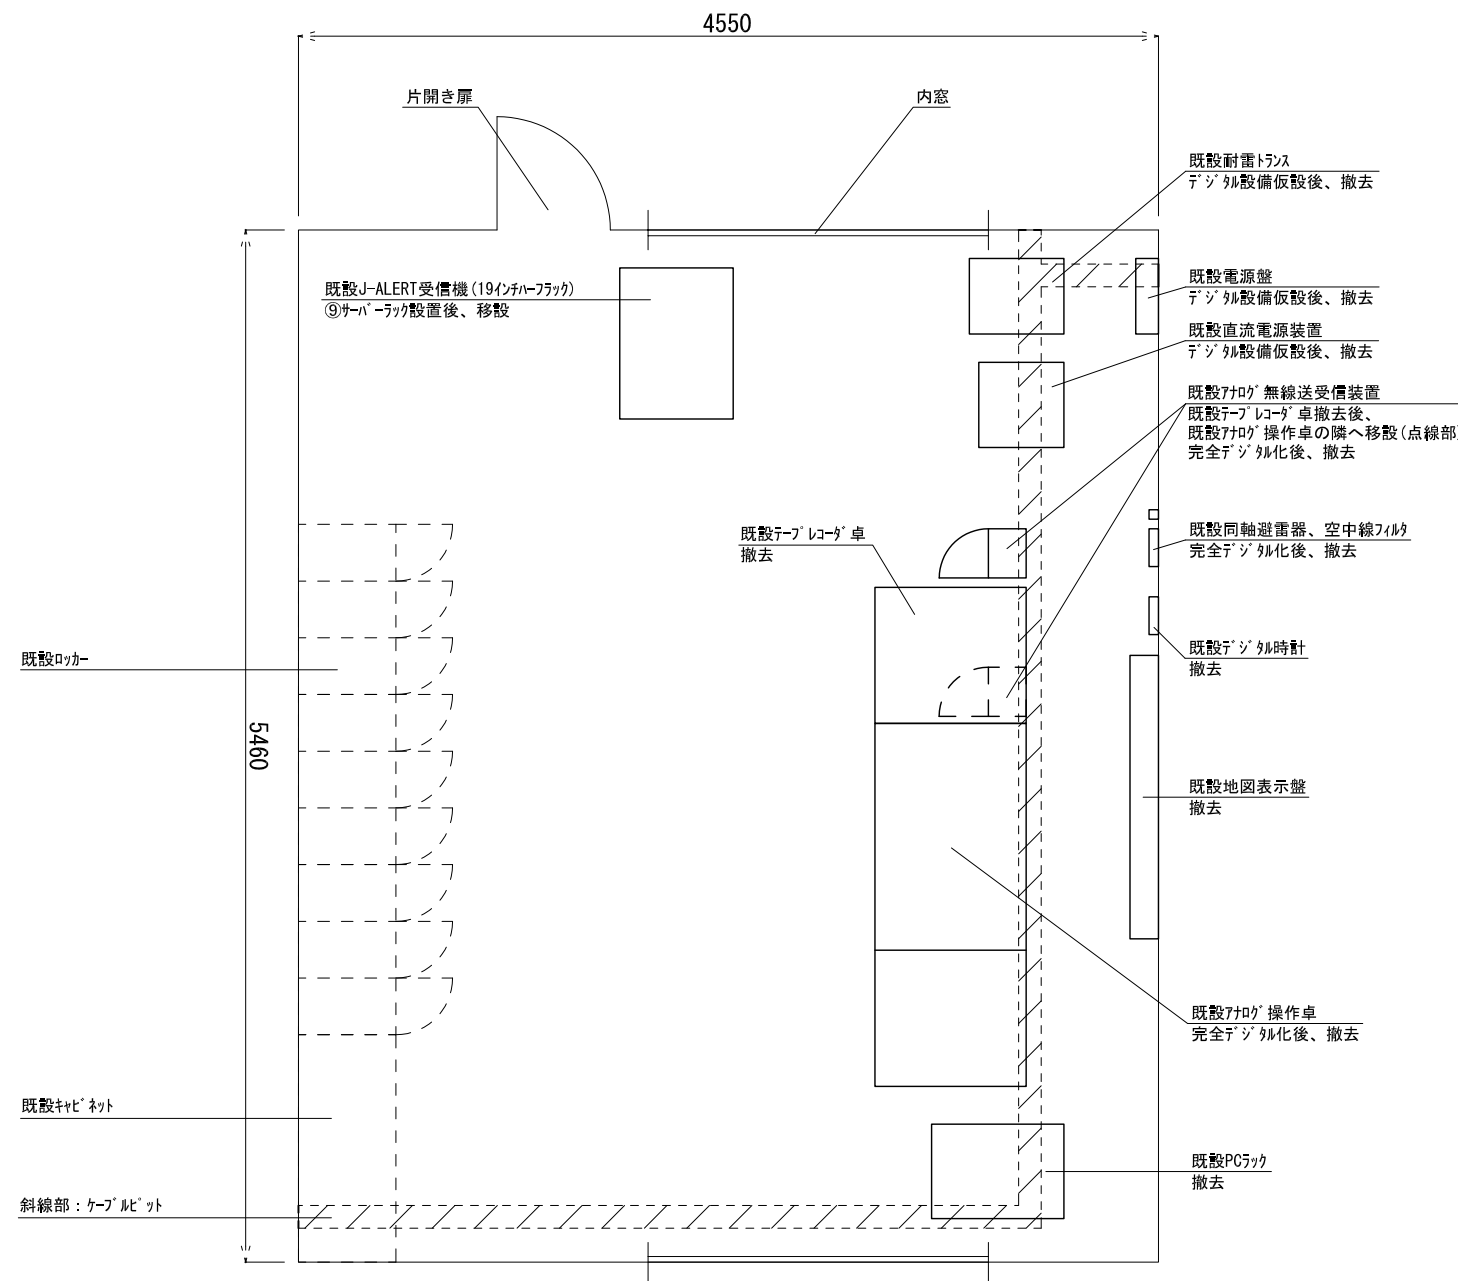 4550
片開き扉
内窓
既設耐雷ﾄﾗﾝｽ
ﾃﾞｼﾞﾀﾙ設備仮設後、撤去
既設電源盤
ﾃﾞｼﾞﾀﾙ設備仮設後、撤去
既設J-ALERT受信機(19ｲﾝﾁﾊｰﾌﾗｯｸ)
⑨ｻｰﾊﾞｰﾗｯｸ設置後、移設
既設直流電源装置
ﾃﾞｼﾞﾀﾙ設備仮設後、撤去
既設ｱﾅﾛｸﾞ無線送受信装置
既設ﾃｰﾌﾟﾚｺｰﾀﾞ卓撤去後、
既設ｱﾅﾛｸﾞ操作卓の隣へ移設(点線部)
完全ﾃﾞｼﾞﾀﾙ化後、撤去
既設ﾃｰﾌﾟﾚｺｰﾀﾞ卓
撤去
既設同軸避雷器、空中線ﾌｨﾙﾀ
完全ﾃﾞｼﾞﾀﾙ化後、撤去
既設ﾛｯｶｰ
既設ﾃﾞｼﾞﾀﾙ時計
撤去
5460
既設地図表示盤
撤去
既設ｱﾅﾛｸﾞ操作卓
完全ﾃﾞｼﾞﾀﾙ化後、撤去
既設ｷｬﾋﾞﾈｯﾄ
既設PCﾗｯｸ
撤去
斜線部：ｹｰﾌﾞﾙﾋﾟｯﾄ